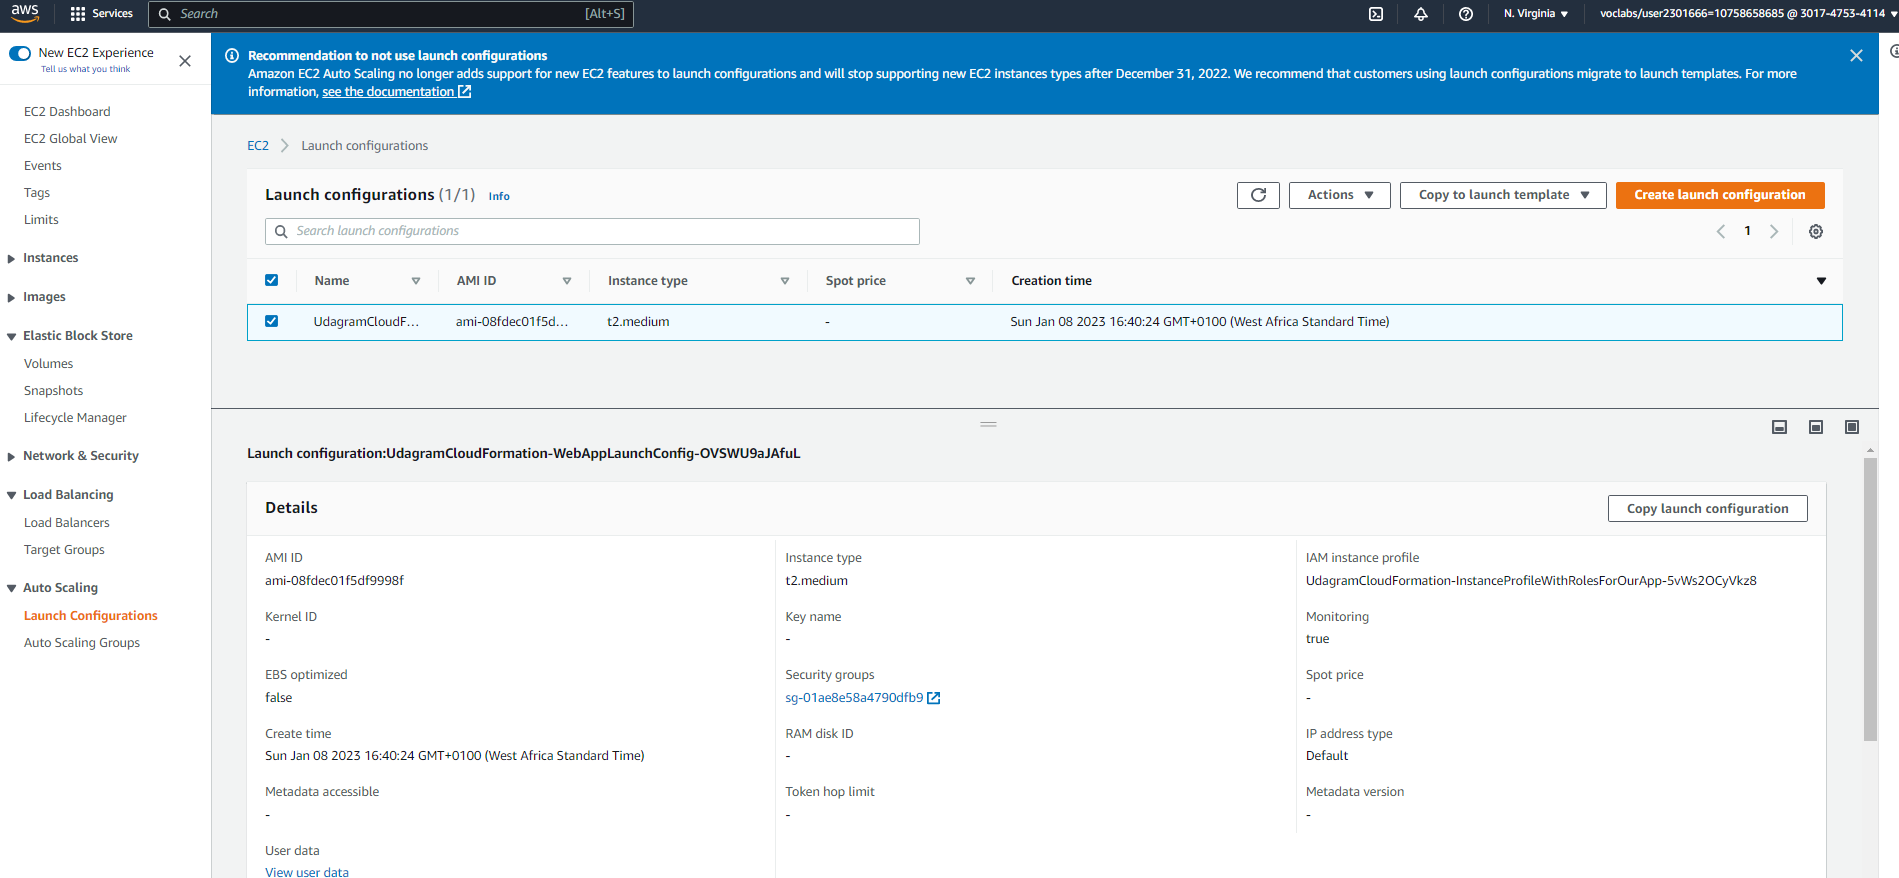 aws
Services
Search
[Alt+S]
N. Virginia
voclabs/user2301666=10758658685 @ 3017-4753-4114
New EC2 Experience
Tell us what you think
EC2 Dashboard
EC2 Global View
Events
Tags
Limits
Instances
Images
Elastic Block Store
Volumes
Snapshots
Lifecycle Manager
Network & Security
Load Balancing
Load Balancers
Target Groups
Auto Scaling
Launch Configurations
Auto Scaling Groups
Recommendation to not use launch configurations
Amazon EC2 Auto Scaling no longer adds support for new EC2 features to launch configurations and will stop supporting new EC2 instances types after December 31, 2022. We recommend that customers using launch configurations migrate to launch templates. For more
information, see the documentation
EC2 Launch configurations
Launch configurations (1/1) Info
Actions
Copy to launch template
Create launch configuration
Search launch configurations
1
Name AMI ID Instance type Spot price Creation time
UdagramCloudF... ami-08fdec01f5d... t2.medium - Sun Jan 08 2023 16:40:24 GMT+0100 (West Africa Standard Time)
Launch configuration:UdagramCloudFormation-WebAppLaunchConfig-OVSWU9aJAfuL
Details
Copy launch configuration
AMI ID Instance type IAM instance profile
ami-08fdec01f5df9998f t2.medium UdagramCloudFormation-InstanceProfileWithRolesForOurApp-5vWs2OCyVkz8
Kernel ID Key name Monitoring
- - true
EBS optimized Security groups Spot price
false sg-01ae8e58a4790dfb9 -
Create time RAM disk ID IP address type
Sun Jan 08 2023 16:40:24 GMT+0100 (West Africa Standard Time) - Default
Metadata accessible Token hop limit Metadata version
- - -
User data
View user data